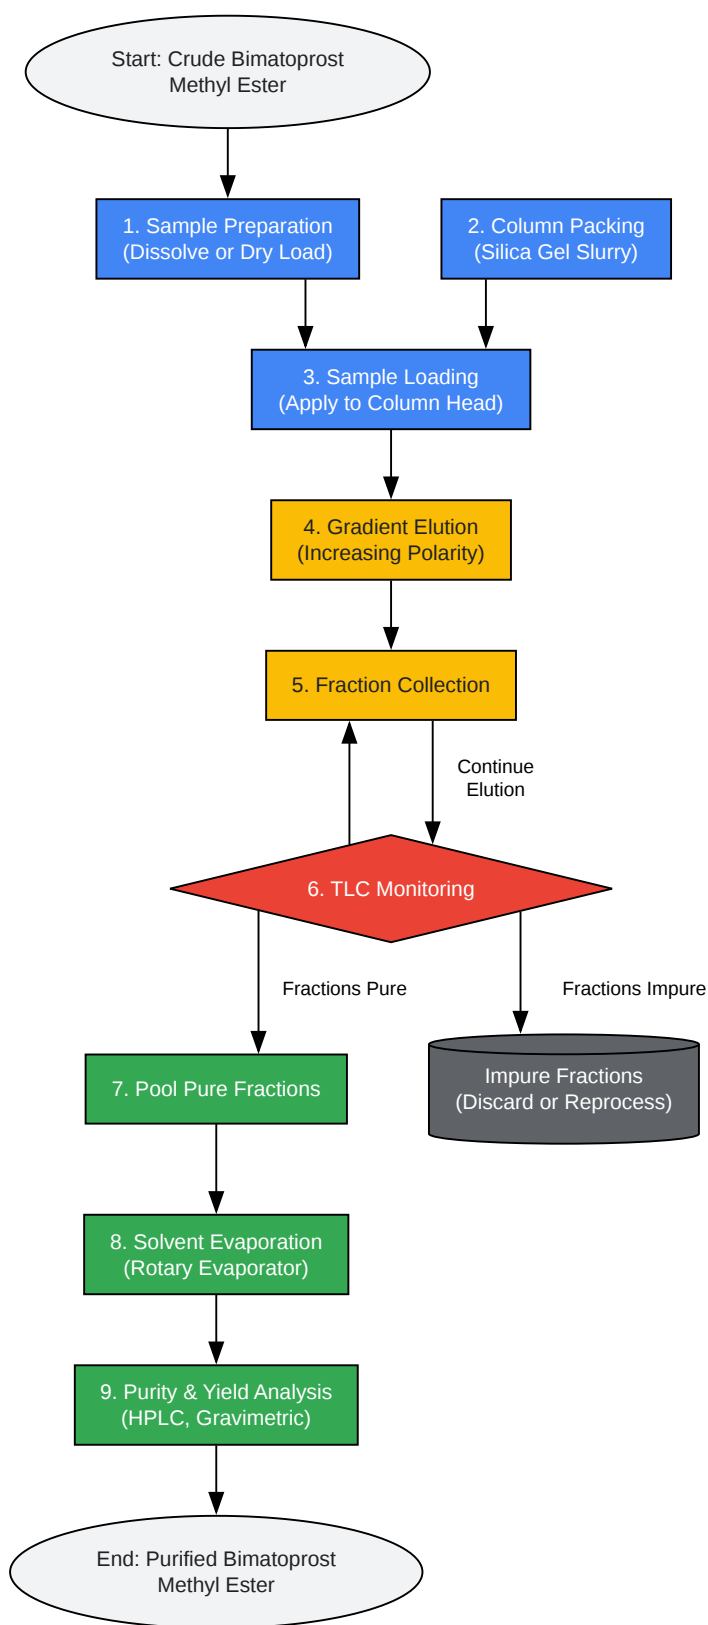 Start: Crude Bimatoprost
Methyl Ester
1. Sample Preparation
(Dissolve or Dry Load)
2. Column Packing
(Silica Gel Slurry)
3. Sample Loading
(Apply to Column Head)
4. Gradient Elution
(Increasing Polarity)
5. Fraction Collection
Continue
Elution
6. TLC Monitoring
Fractions Pure
Fractions Impure
7. Pool Pure Fractions
Impure Fractions
(Discard or Reprocess)
8. Solvent Evaporation
(Rotary Evaporator)
9. Purity & Yield Analysis
(HPLC, Gravimetric)
End: Purified Bimatoprost
Methyl Ester